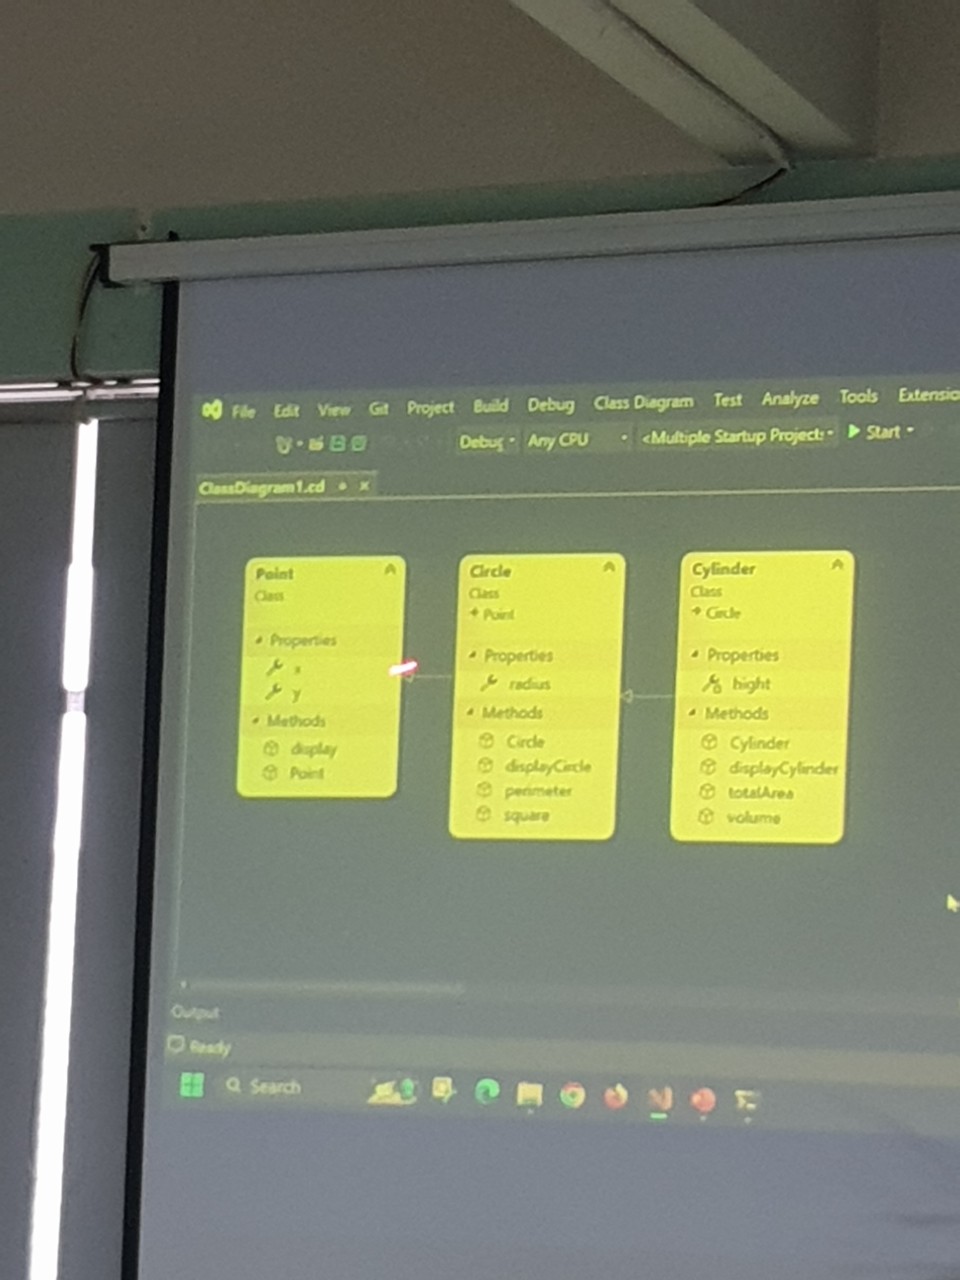 File Edit View Git Project Build Debug Class Diagram Test Analyze Tools Extensio
Debug Any CPU <Multiple Startup Projects Start
ClassDiagram1.cd
Point
Class
Properties
x
y
Methods
display
Point
Circle
Class
Point
Properties
radius
Methods
Circle
displayCircle
perimeter
square
Cylinder
Class
Circle
Properties
hight
Methods
Cylinder
displayCylinder
totalArea
volume
Output
Ready
Search